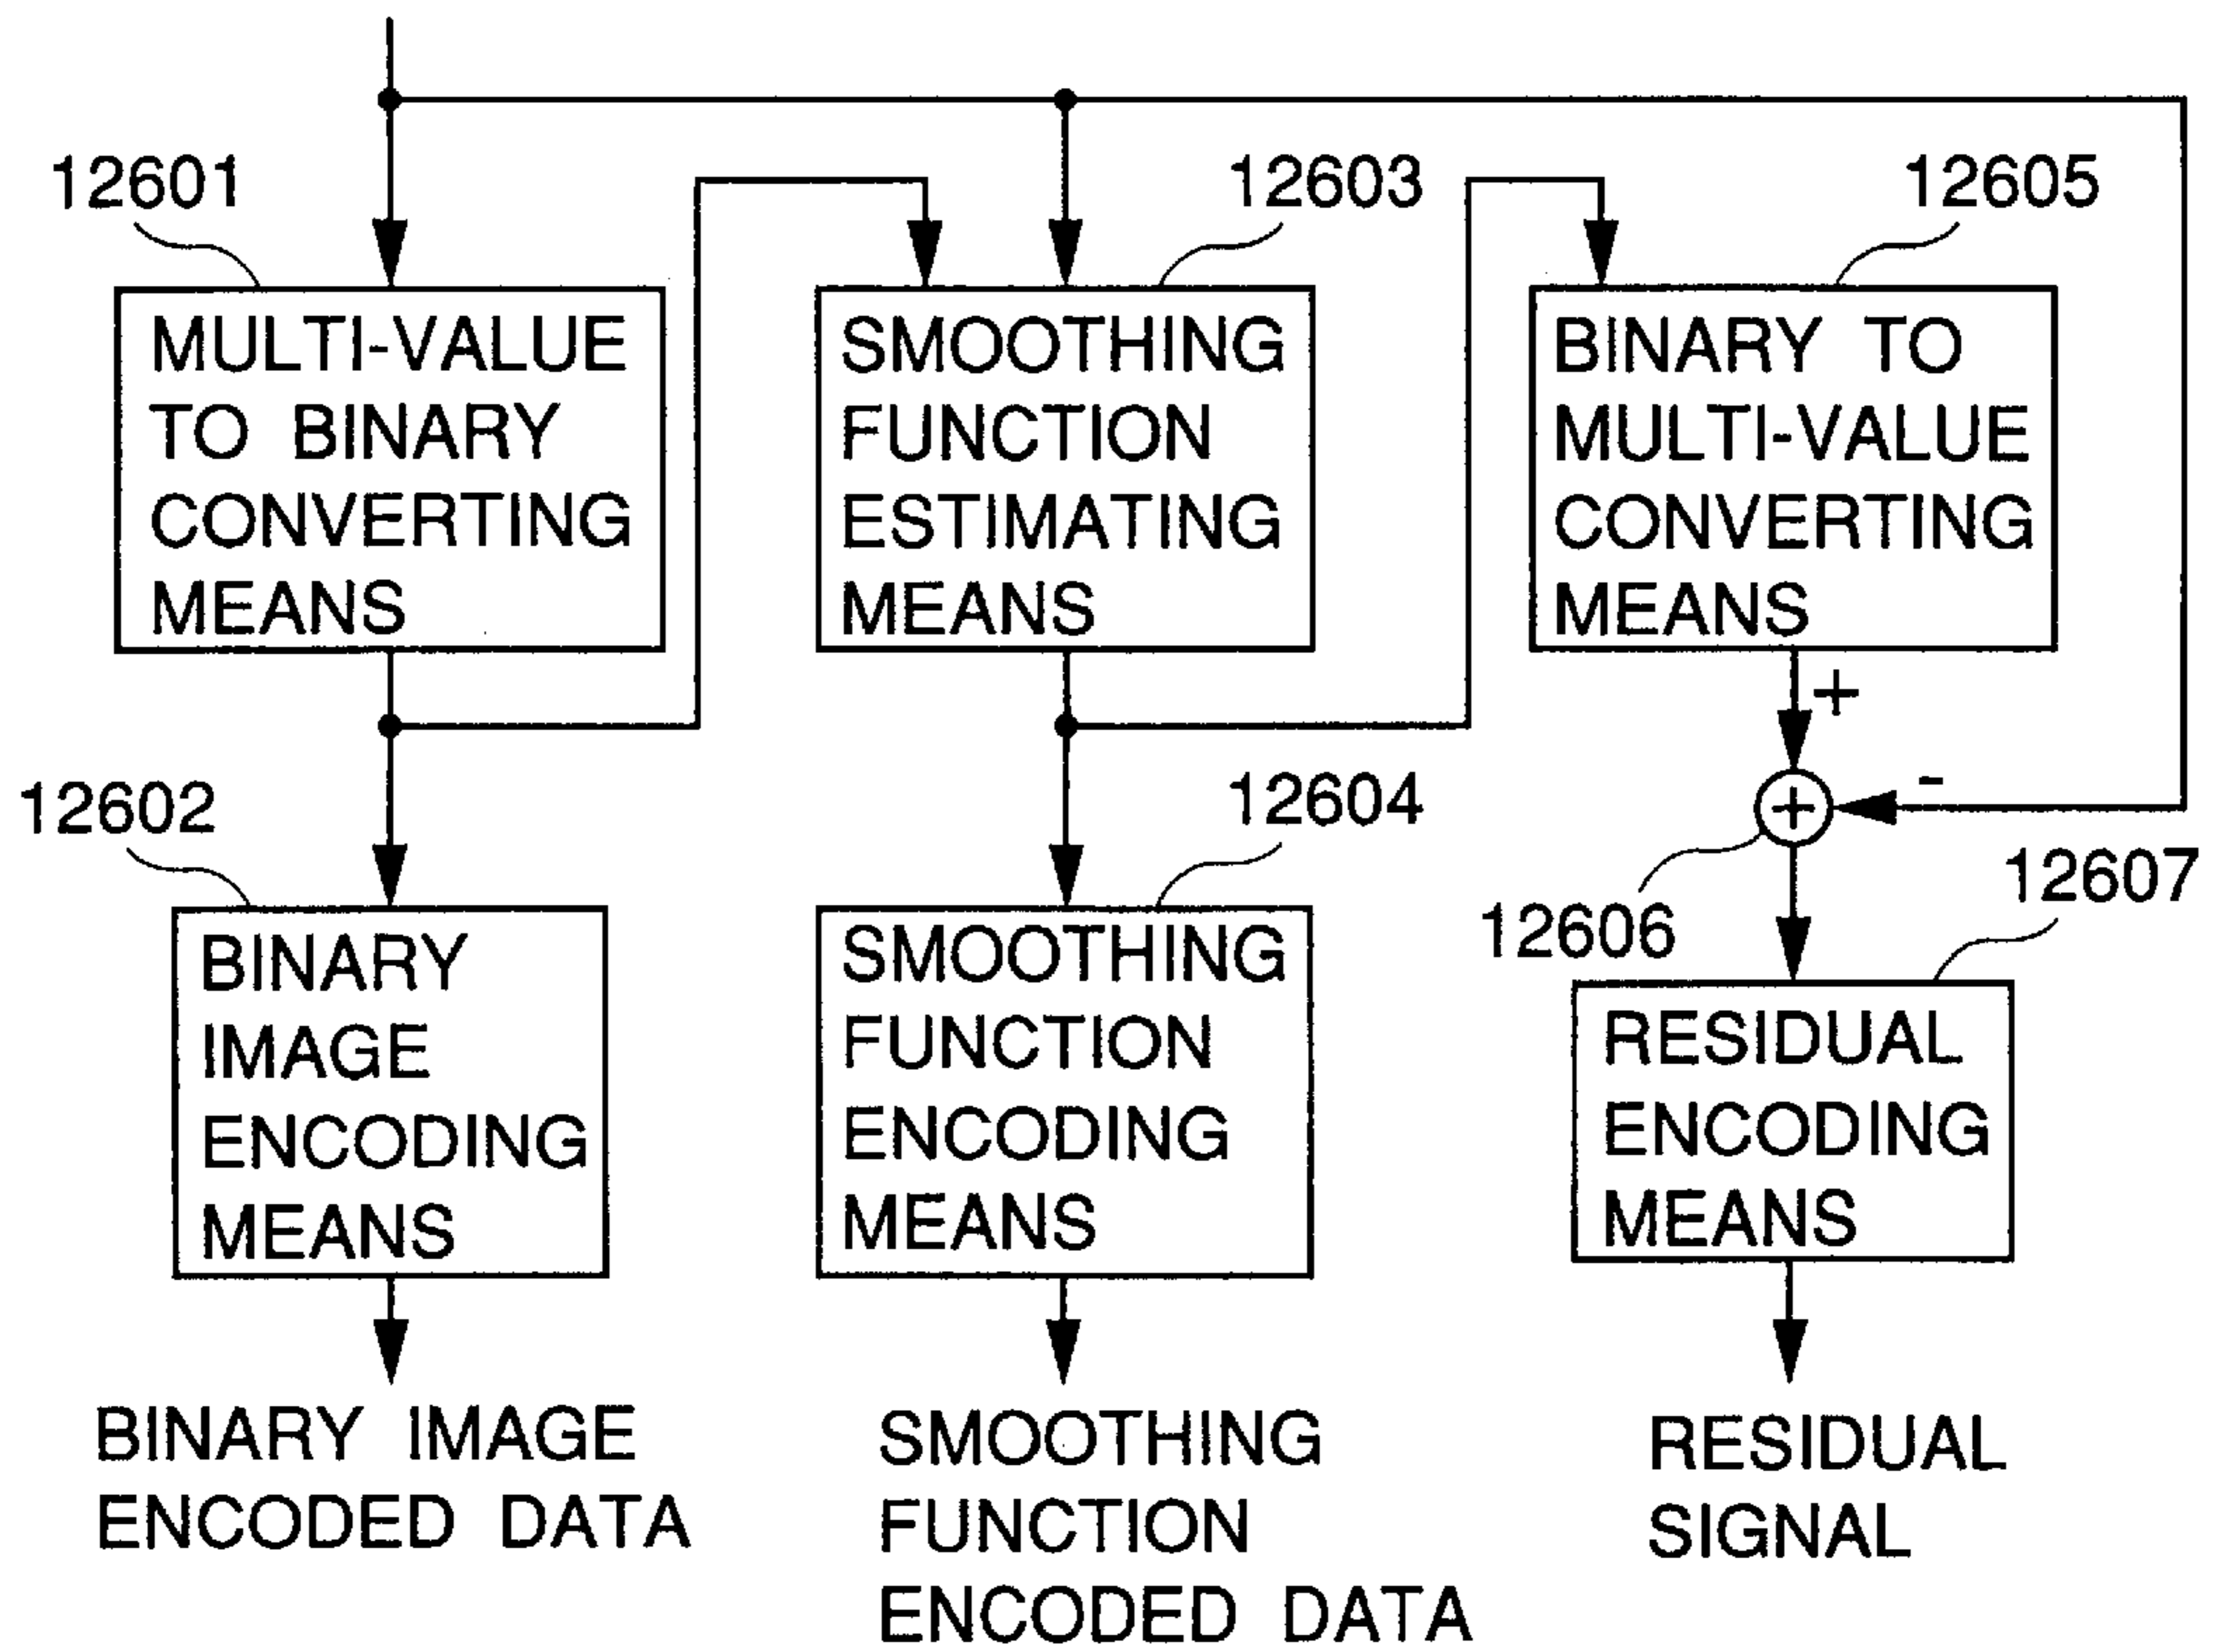 12601
MULTI-VALUE
TO BINARY
CONVERTING
MEANS
12603
SMOOTHING
FUNCTION
ESTIMATING
MEANS
12605
BINARY TO
MULTI-VALUE
CONVERTING
MEANS
+
-
+
12602
BINARY
IMAGE
ENCODING
MEANS
12604
SMOOTHING
FUNCTION
ENCODING
MEANS
12606
12607
RESIDUAL
ENCODING
MEANS
BINARY IMAGE
ENCODED DATA
SMOOTHING
FUNCTION
ENCODED DATA
RESIDUAL
SIGNAL